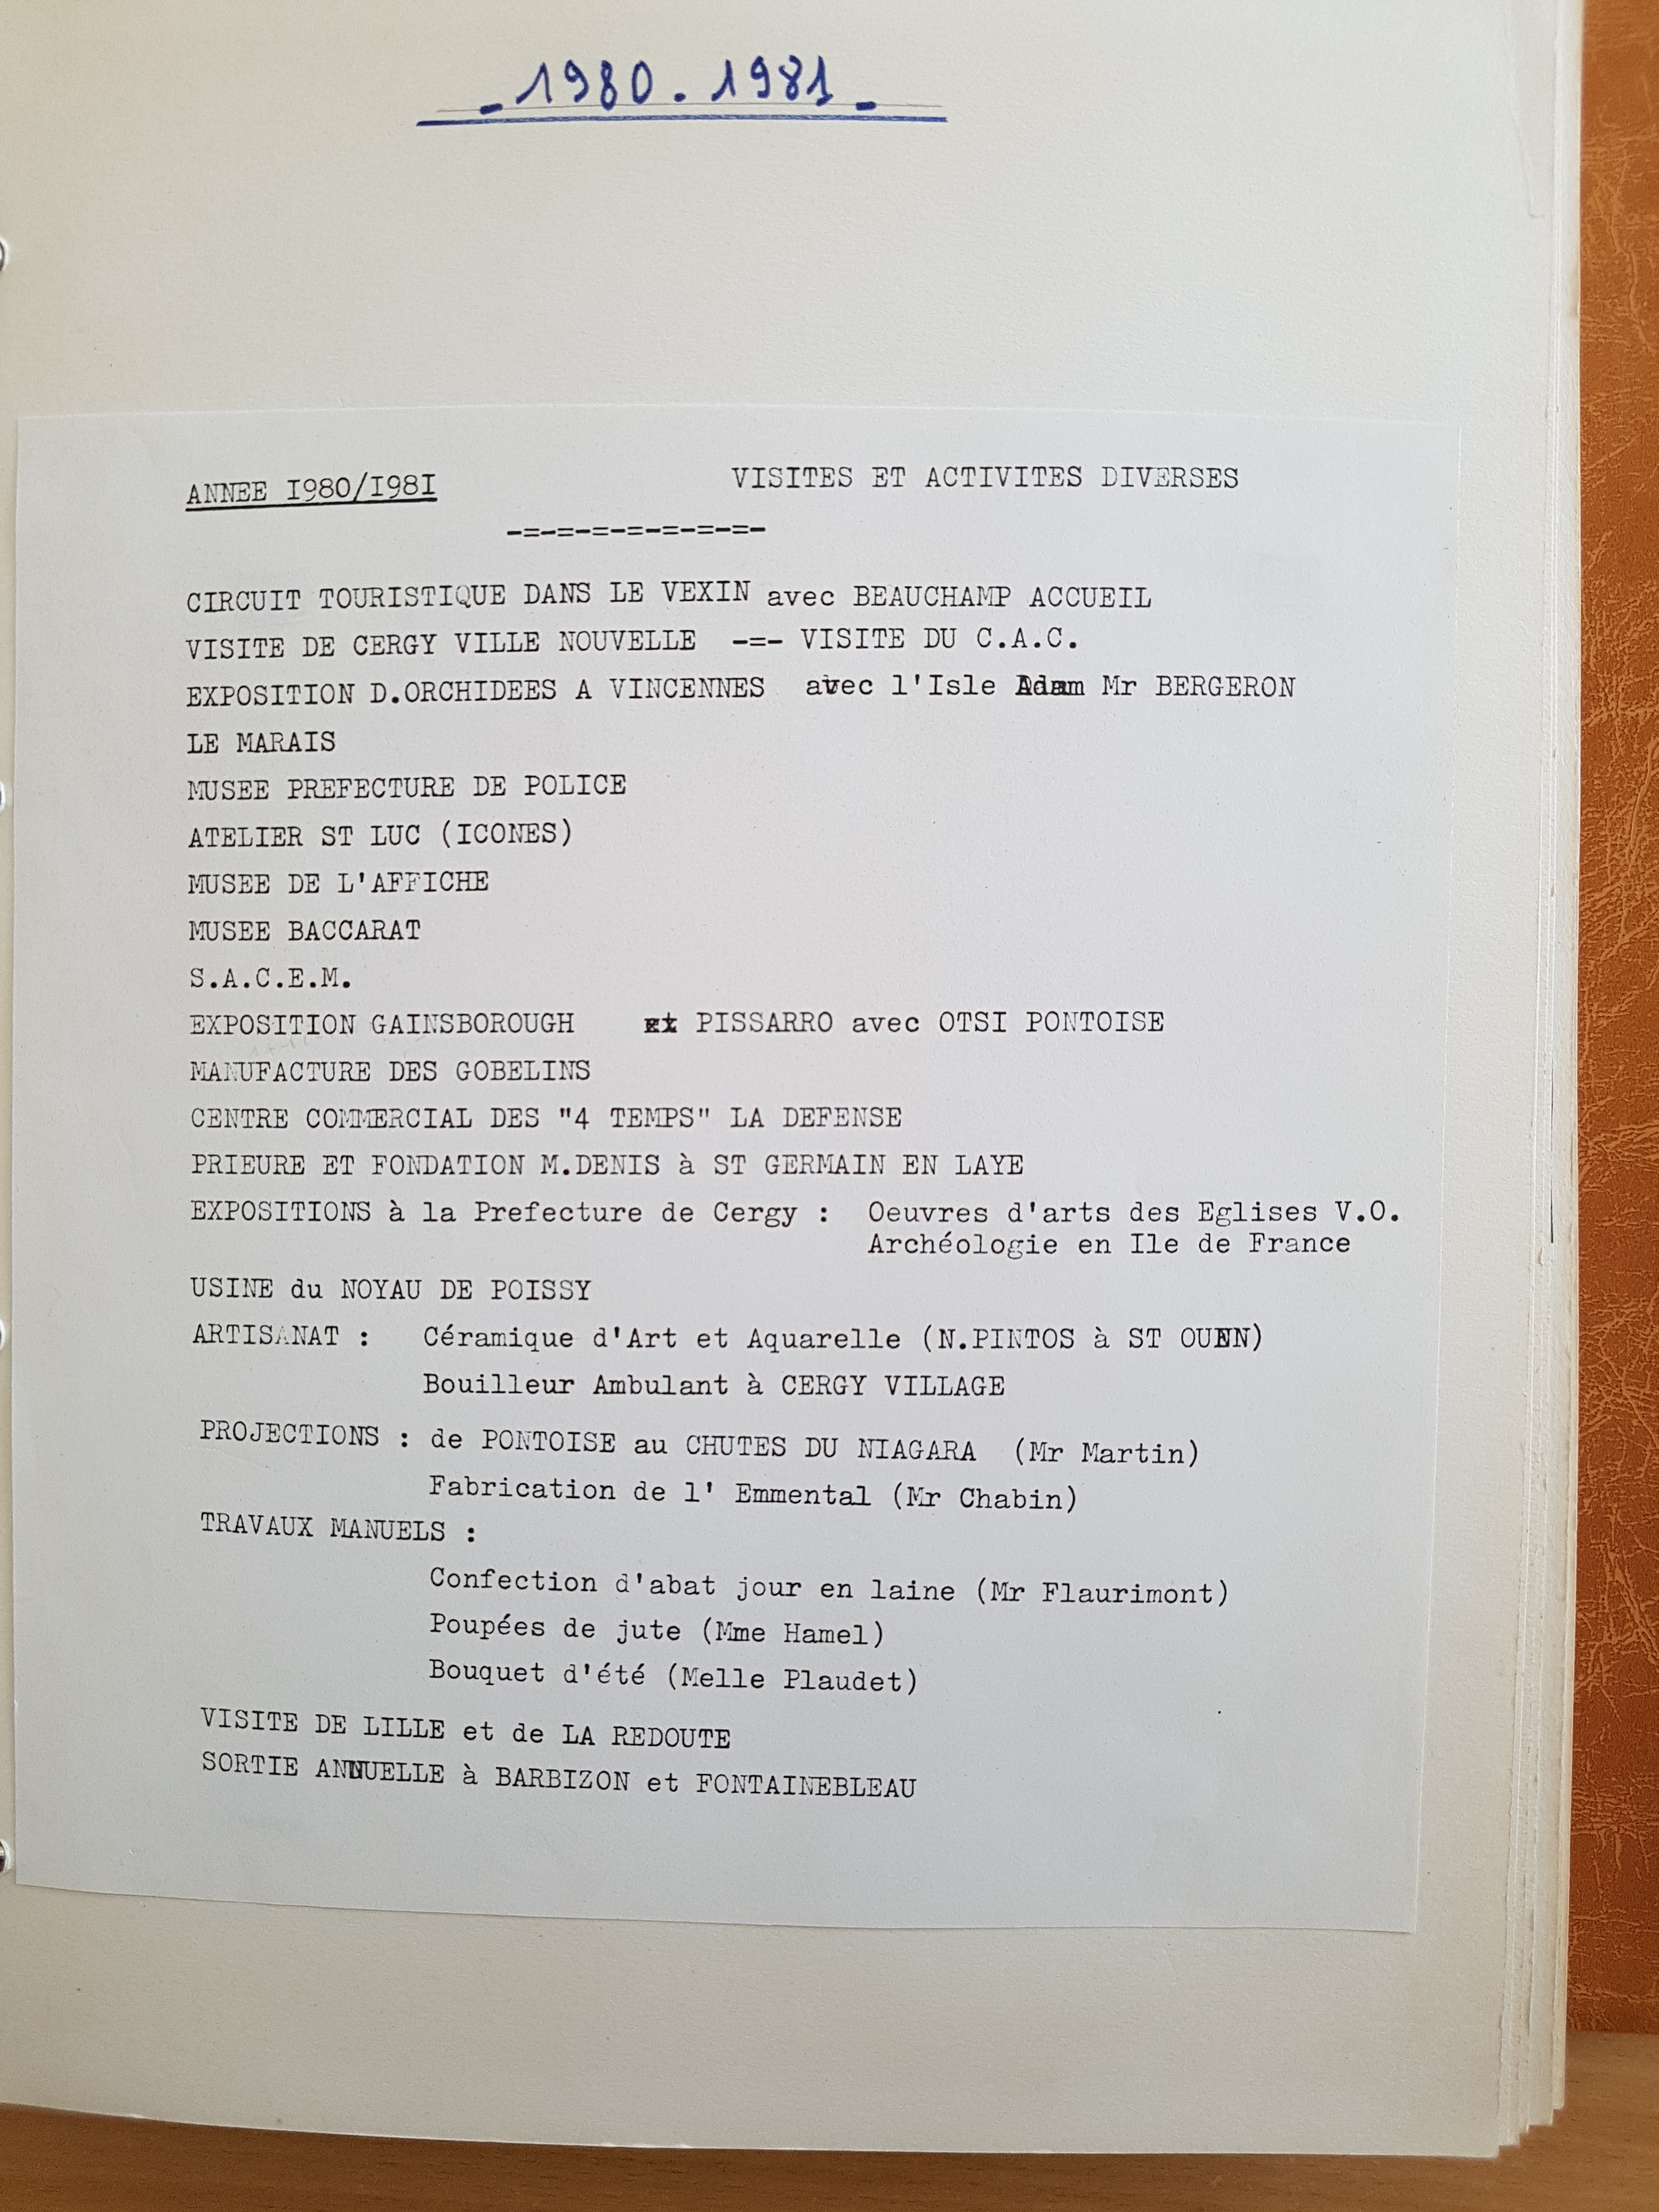 - 1980 . 1981 -
ANNEE I980/I98I VISITES ET ACTIVITES DIVERSES
-=-=-=-=-=-=-=-
CIRCUIT TOURISTIQUE DANS LE VEXIN avec BEAUCHAMP ACCUEIL
VISITE DE CERGY VILLE NOUVELLE -=- VISITE DU C.A.C.
EXPOSITION D.ORCHIDEES A VINCENNES avec l'Isle Adam Mr BERGERON
LE MARAIS
MUSEE PREFECTURE DE POLICE
ATELIER ST LUC (ICONES)
MUSEE DE L'AFFICHE
MUSEE BACCARAT
S.A.C.E.M.
EXPOSITION GAINSBOROUGH et PISSARRO avec OTSI PONTOISE
MANUFACTURE DES GOBELINS
CENTRE COMMERCIAL DES "4 TEMPS" LA DEFENSE
PRIEURE ET FONDATION M.DENIS à ST GERMAIN EN LAYE
EXPOSITIONS à la Prefecture de Cergy : Oeuvres d'arts des Eglises V.O.
Archéologie en Ile de France
USINE du NOYAU DE POISSY
ARTISANAT : Céramique d'Art et Aquarelle (N.PINTOS à ST OUEN)
Bouilleur Ambulant à CERGY VILLAGE
PROJECTIONS : de PONTOISE au CHUTES DU NIAGARA (Mr Martin)
Fabrication de l' Emmental (Mr Chabin)
TRAVAUX MANUELS :
Confection d'abat jour en laine (Mr Flaurimont)
Poupées de jute (Mme Hamel)
Bouquet d'été (Melle Plaudet)
VISITE DE LILLE et de LA REDOUTE
SORTIE ANNUELLE à BARBIZON et FONTAINEBLEAU